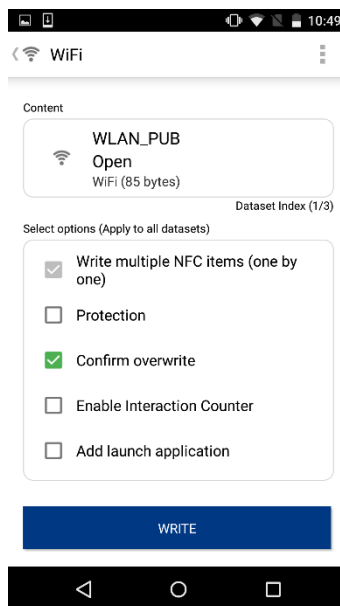 10:49
WiFi
Content
WLAN_PUB
Open
WiFi (85 bytes)
Dataset Index (1/3)
Select options (Apply to all datasets)
Write multiple NFC items (one by
one)
Protection
Confirm overwrite
Enable Interaction Counter
Add launch application
WRITE